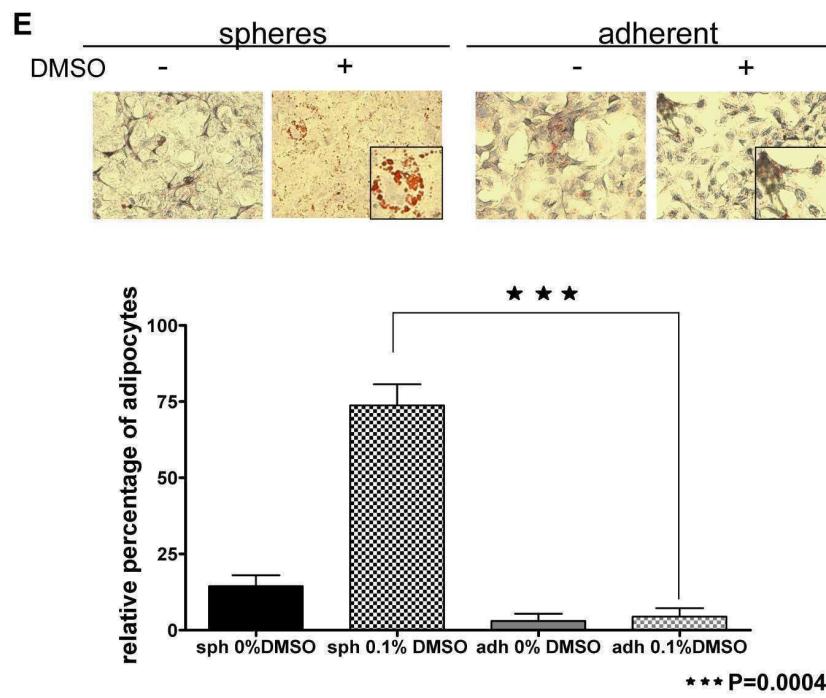 E
spheres adherent
DMSO - + - +
★ ★ ★
relative percentage of adipocytes
100
75
50
25
0
sph 0%DMSO sph 0.1% DMSO adh 0% DMSO adh 0.1%DMSO
★★★ P=0.0004